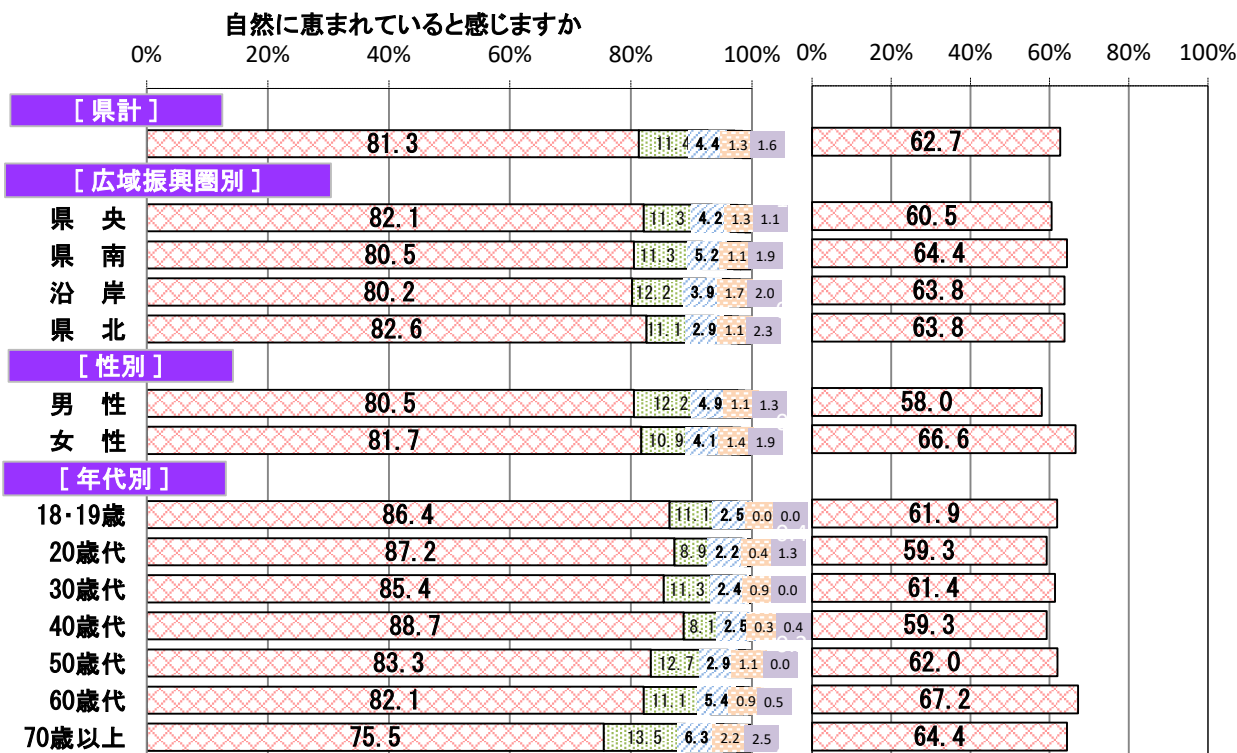 自然に恵まれていると感じますか
0% 20% 40% 60% 80% 100% 0% 20% 40% 60% 80% 100%
[ 県計 ]
81.3 11.4 4.4 1.3 1.6 62.7
[ 広域振興圏別 ]
県 央 82.1 11.3 4.2 1.3 1.1 60.5
県 南 80.5 11.3 5.2 1.1 1.9 64.4
沿 岸 80.2 12.2 3.9 1.7 2.0 63.8
県 北 82.6 11.1 2.9 1.1 2.3 63.8
[ 性別 ]
男 性 80.5 12.2 4.9 1.1 1.3 58.0
女 性 81.7 10.9 4.1 1.4 1.9 66.6
[ 年代別 ]
18・19歳 86.4 11.1 2.5 0.0 0.0 61.9
20歳代 87.2 8.9 2.2 0.4 1.3 59.3
30歳代 85.4 11.3 2.4 0.9 0.0 61.4
40歳代 88.7 8.1 2.5 0.3 0.4 59.3
50歳代 83.3 12.7 2.9 1.1 0.0 62.0
60歳代 82.1 11.1 5.4 0.9 0.5 67.2
70歳以上 75.5 13.5 6.3 2.2 2.5 64.4